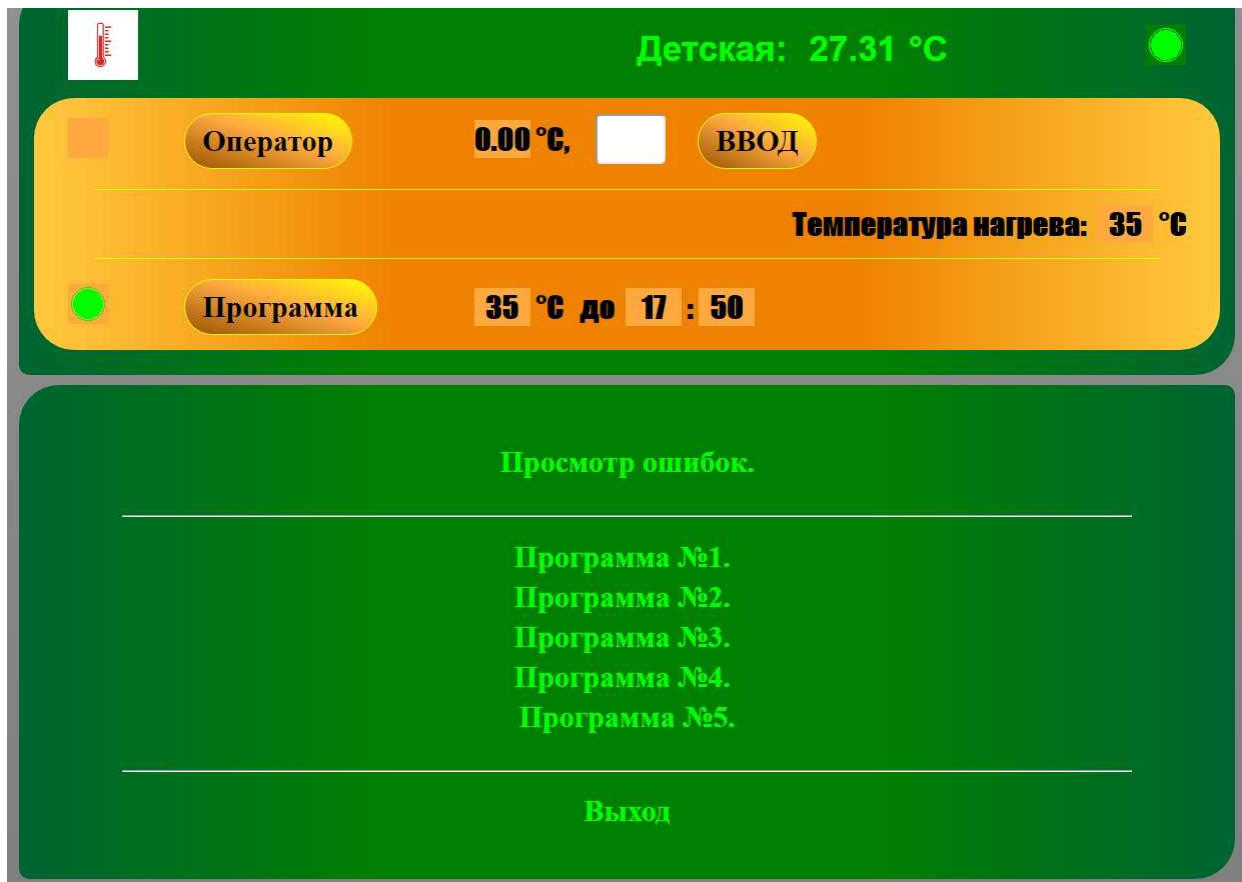 Детская: 27.31 °C
Оператор 0.00 °C, ВВОД
Температура нагрева: 35 °C
Программа 35 °C до 17 : 50
Просмотр ошибок.
Программа №1.
Программа №2.
Программа №3.
Программа №4.
Программа №5.
Выход